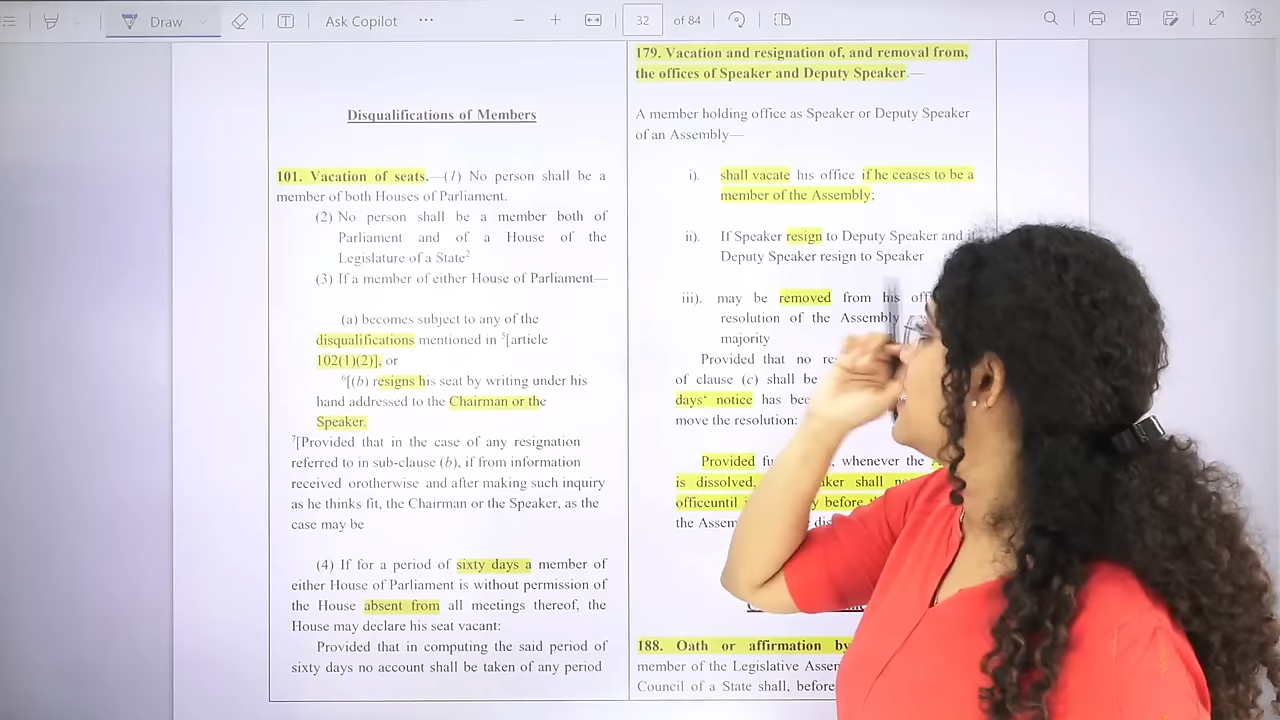 Draw
Ask Copilot
32 of 84
Disqualifications of Members
101. Vacation of seats.—(1) No person shall be a
member of both Houses of Parliament.
(2) No person shall be a member both of
Parliament and of a House of the
Legislature of a State2
(3) If a member of either House of Parliament—
(a) becomes subject to any of the
disqualifications mentioned in 5[article
102(1)(2)], or
6[(b) resigns his seat by writing under his
hand addressed to the Chairman or the
Speaker.
7[Provided that in the case of any resignation
referred to in sub-clause (b), if from information
received orotherwise and after making such inquiry
as he thinks fit, the Chairman or the Speaker, as the
case may be
(4) If for a period of sixty days a member of
either House of Parliament is without permission of
the House absent from all meetings thereof, the
House may declare his seat vacant:
Provided that in computing the said period of
sixty days no account shall be taken of any period
179. Vacation and resignation of, and removal from,
the offices of Speaker and Deputy Speaker.—
A member holding office as Speaker or Deputy Speaker
of an Assembly—
i). shall vacate his office if he ceases to be a
member of the Assembly;
ii). If Speaker resign to Deputy Speaker and
Deputy Speaker resign to Speaker
iii). may be removed from his
resolution of the Assembly
majority
Provided that no
of clause (c) shall be
days' notice has
move the resolution:
Provided whenever the
is dissolved, shall
officeuntil before
the
188. Oath or affirmation by
member of the Legislative
Council of a State shall, before